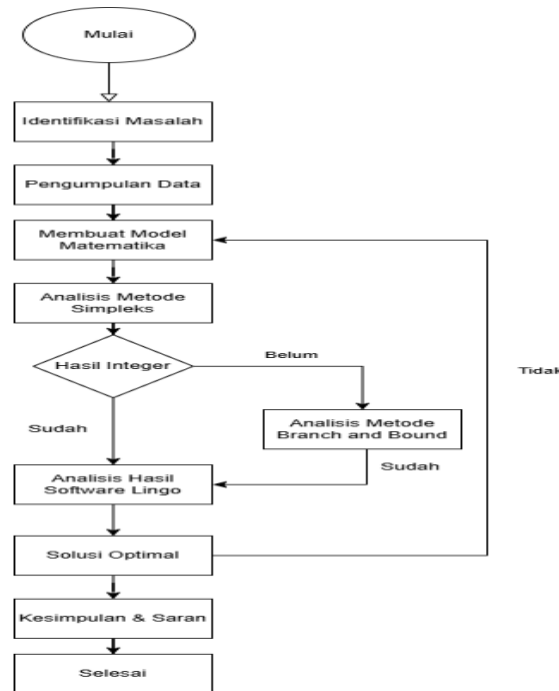 Mulai
Identifikasi Masalah
Pengumpulan Data
Membuat Model
Matematika
Analisis Metode
Simpleks
Hasil Integer
Belum
Tidak
Sudah
Analisis Metode
Branch and Bound
Sudah
Analisis Hasil
Software Lingo
Solusi Optimal
Kesimpulan & Saran
Selesai